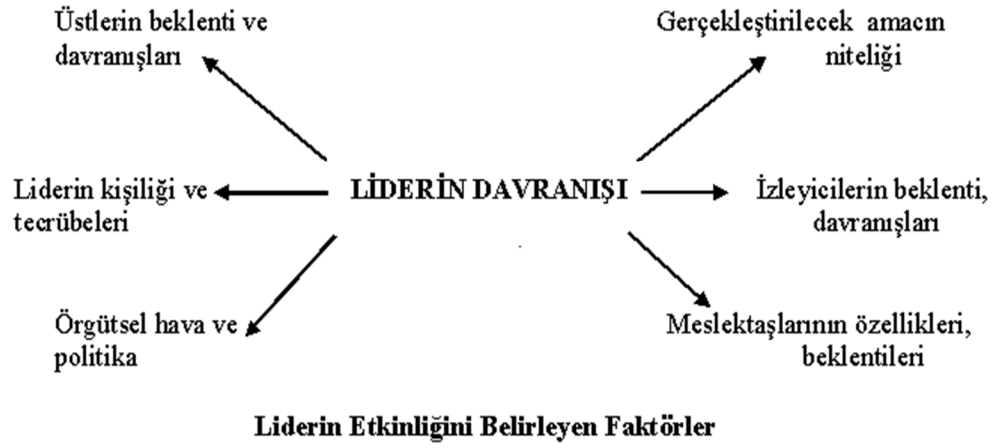 Üstlerin beklenti ve
davranışları
Gerçekleştirilecek amacın
niteliği
Liderin kişiliği ve
tecrübeleri
LİDERİN DAVRANIŞI
İzleyicilerin beklenti,
davranışları
Örgütsel hava ve
politika
Meslektaşlarının özellikleri,
beklentileri
Liderin Etkinliğini Belirleyen Faktörler